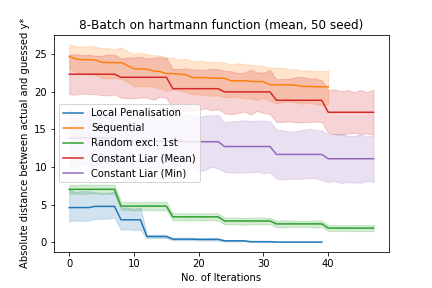 8-Batch on hartmann function (mean, 50 seed)
Absolute distance between actual and guessed y*
25
20
15
10
5
0
Local Penalisation
Sequential
Random excl. 1st
Constant Liar (Mean)
Constant Liar (Min)
0 10 20 30 40
No. of Iterations